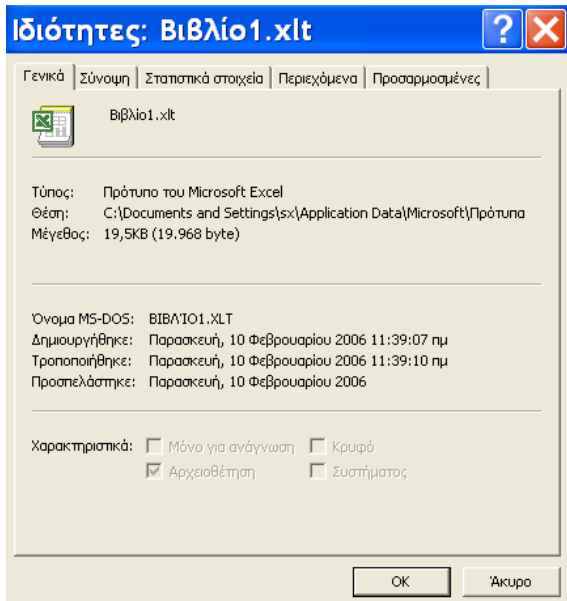 Ιδιότητες: Βιβλίο1.xlt
Γενικά Σύνοψη Στατιστικά στοιχεία Περιεχόμενα Προσαρμοσμένες
Βιβλίο1.xlt
Τύπος: Πρότυπο του Microsoft Excel
Θέση: C:\Documents and Settings\sx\Application Data\Microsoft\Πρότυπα
Μέγεθος: 19,5KB (19.968 byte)
Όνομα MS-DOS: ΒΙΒΛΊΟ1.XLT
Δημιουργήθηκε: Παρασκευή, 10 Φεβρουαρίου 2006 11:39:07 πμ
Τροποποιήθηκε: Παρασκευή, 10 Φεβρουαρίου 2006 11:39:10 πμ
Προσπελάστηκε: Παρασκευή, 10 Φεβρουαρίου 2006
Χαρακτηριστικά: Μόνο για ανάγνωση Κρυφό
Αρχειοθέτηση Συστήματος
OK Άκυρο